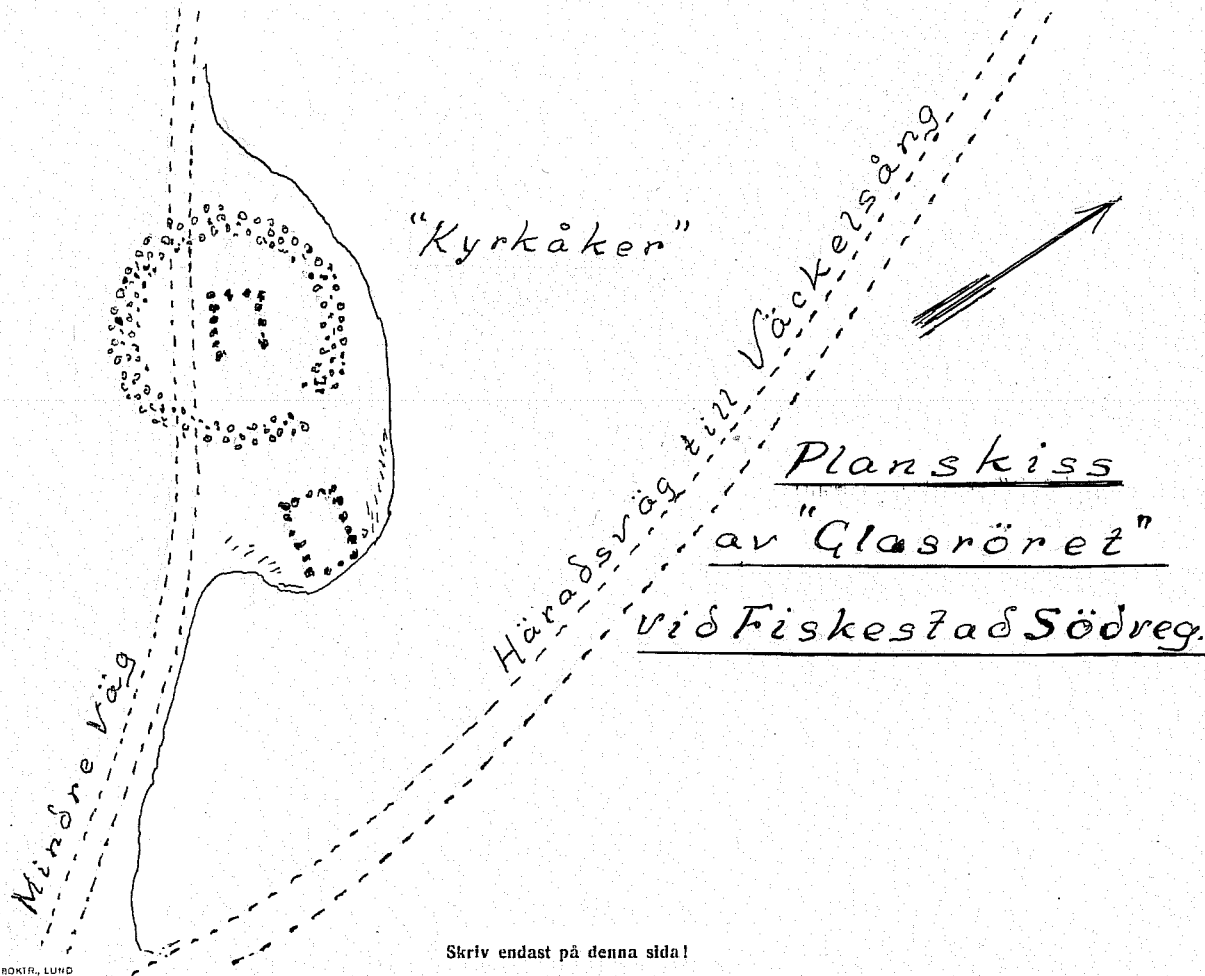 "Kyrkåker"
Häradsväg till Väckelsång
Planskiss
av "Glasröret"
vid Fiskestad Södreg.
Mindre väg
Skriv endast på denna sida!
BOKTR., LUND